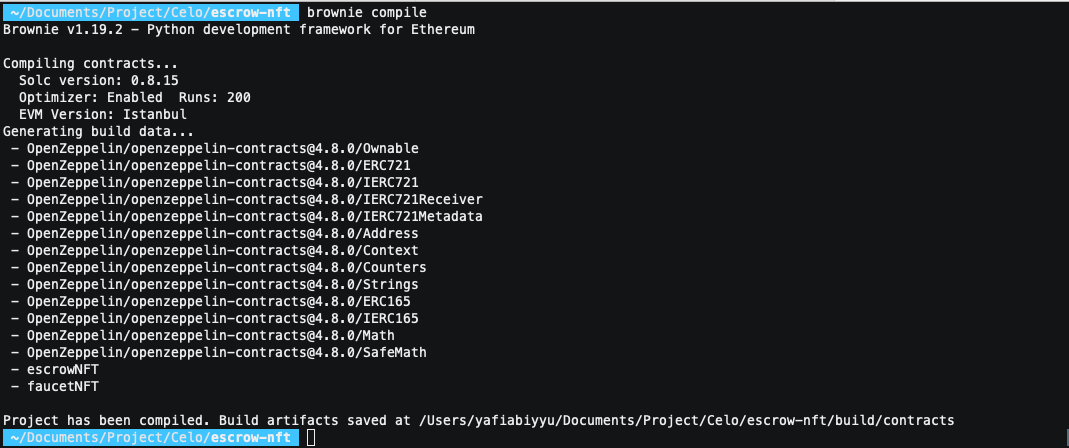 ~/Documents/Project/Celo/escrow-nft brownie compile
Brownie v1.19.2 - Python development framework for Ethereum
Compiling contracts...
Solc version: 0.8.15
Optimizer: Enabled  Runs: 200
EVM Version: Istanbul
Generating build data...
- OpenZeppelin/openzeppelin-contracts@4.8.0/Ownable
- OpenZeppelin/openzeppelin-contracts@4.8.0/ERC721
- OpenZeppelin/openzeppelin-contracts@4.8.0/IERC721
- OpenZeppelin/openzeppelin-contracts@4.8.0/IERC721Receiver
- OpenZeppelin/openzeppelin-contracts@4.8.0/IERC721Metadata
- OpenZeppelin/openzeppelin-contracts@4.8.0/Address
- OpenZeppelin/openzeppelin-contracts@4.8.0/Context
- OpenZeppelin/openzeppelin-contracts@4.8.0/Counters
- OpenZeppelin/openzeppelin-contracts@4.8.0/Strings
- OpenZeppelin/openzeppelin-contracts@4.8.0/ERC165
- OpenZeppelin/openzeppelin-contracts@4.8.0/IERC165
- OpenZeppelin/openzeppelin-contracts@4.8.0/Math
- OpenZeppelin/openzeppelin-contracts@4.8.0/SafeMath
- escrowNFT
- faucetNFT
Project has been compiled. Build artifacts saved at /Users/yafiabiyyu/Documents/Project/Celo/escrow-nft/build/contracts
~/Documents/Project/Celo/escrow-nft